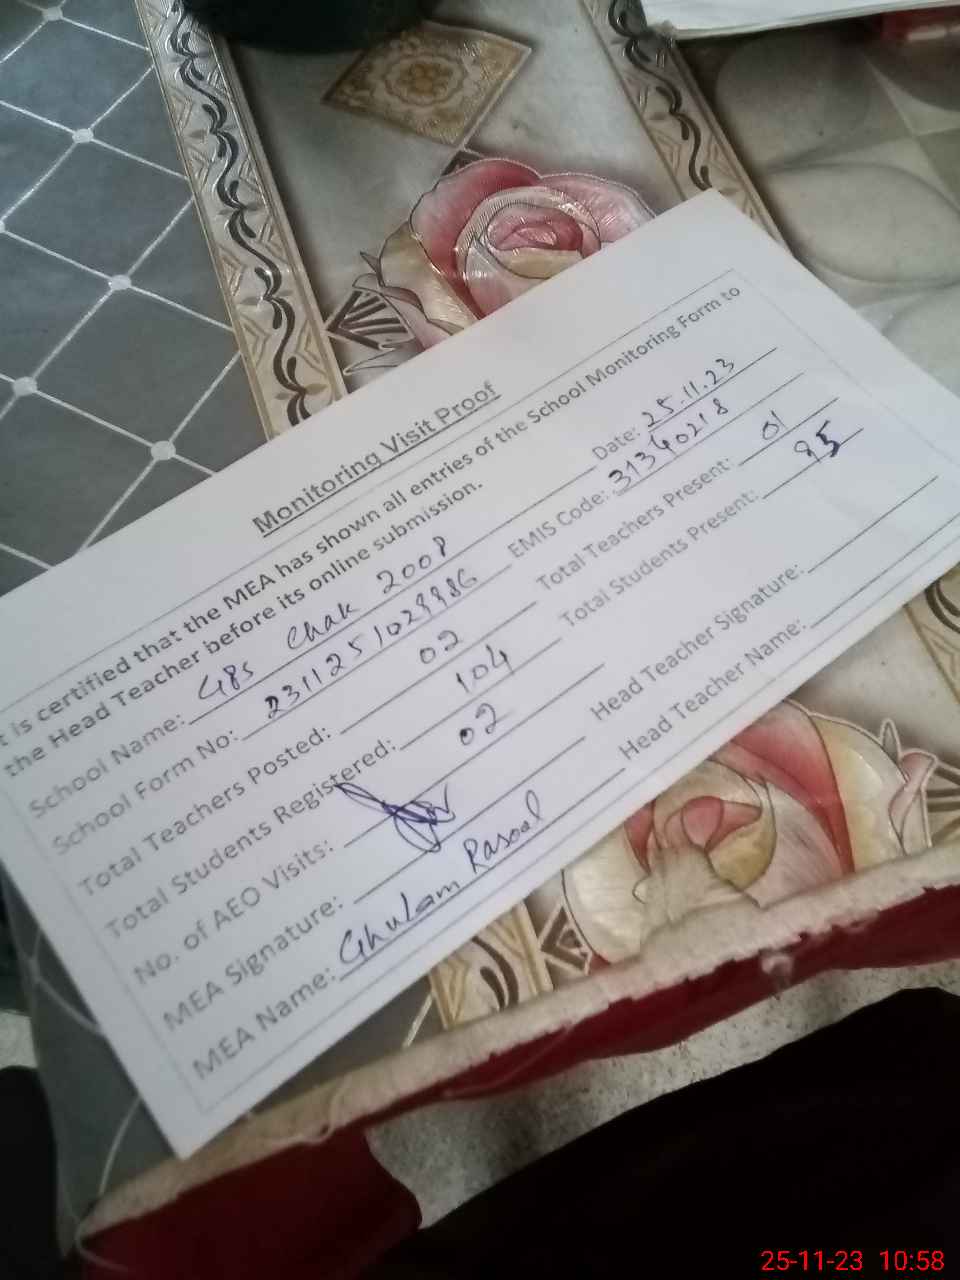 Monitoring Visit Proof
t is certified that the MEA has shown all entries of the School Monitoring Form to
the Head Teacher before its online submission.
School Name: GBS Chak 200P Date: 25.11.23
School Form No: 2311251029986 EMIS Code: 31340218
Total Teachers Posted: 02 Total Teachers Present: 01
Total Students Registered: 104 Total Students Present: 95
No. of AEO Visits: 02
MEA Signature: Head Teacher Signature:
MEA Name: Ghulam Rasool Head Teacher Name:
25-11-23 10:58